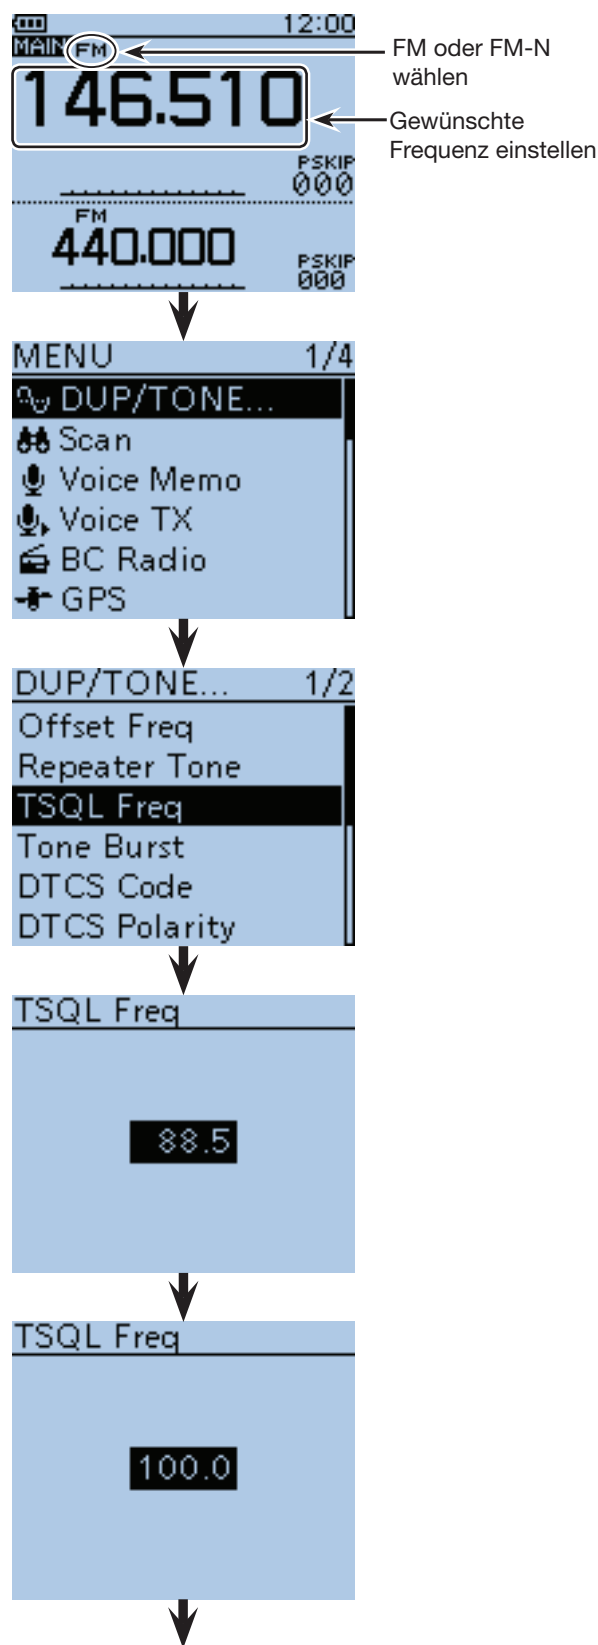 12:00
MAIN FM
FM oder FM-N
wählen
146.510
Gewünschte
Frequenz einstellen
PSKIP
000
FM
440.000
PSKIP
000
MENU 1/4
DUP/TONE...
Scan
Voice Memo
Voice TX
BC Radio
GPS
DUP/TONE... 1/2
Offset Freq
Repeater Tone
TSQL Freq
Tone Burst
DTCS Code
DTCS Polarity
TSQL Freq
88.5
TSQL Freq
100.0